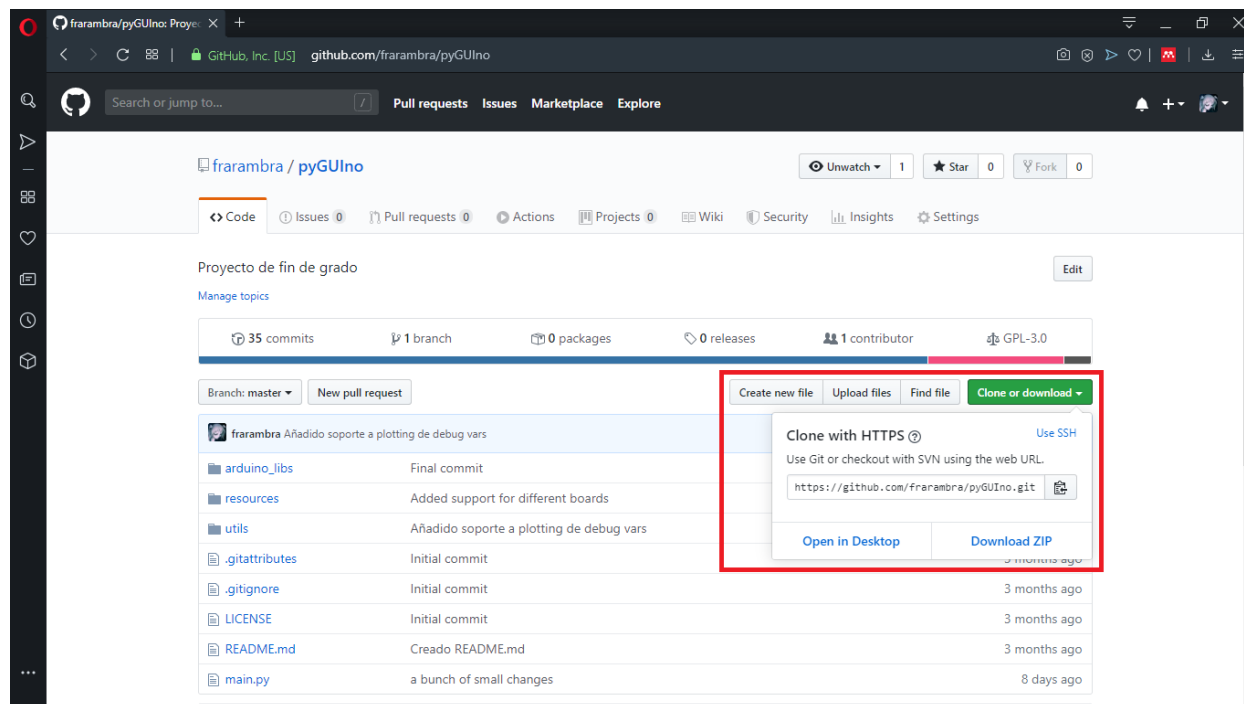 frarambra/pyGUIno: Proyec
GitHub, Inc. [US] github.com/frarambra/pyGUIno
Search or jump to... / Pull requests Issues Marketplace Explore
frarambra / pyGUIno Unwatch 1 Star 0 Fork 0
Code Issues 0 Pull requests 0 Actions Projects 0 Wiki Security Insights Settings
Proyecto de fin de grado Edit
Manage topics
35 commits 1 branch 0 packages 0 releases 1 contributor GPL-3.0
Branch: master New pull request Create new file Upload files Find file Clone or download
frarambra Añadido soporte a plotting de debug vars
Clone with HTTPS Use SSH
Use Git or checkout with SVN using the web URL.
https://github.com/frarambra/pyGUIno.git
Open in Desktop Download ZIP
arduino_libs Final commit
resources Added support for different boards
utils Añadido soporte a plotting de debug vars
.gitattributes Initial commit 3 months ago
.gitignore Initial commit 3 months ago
LICENSE Initial commit 3 months ago
README.md Creado README.md 3 months ago
main.py a bunch of small changes 8 days ago